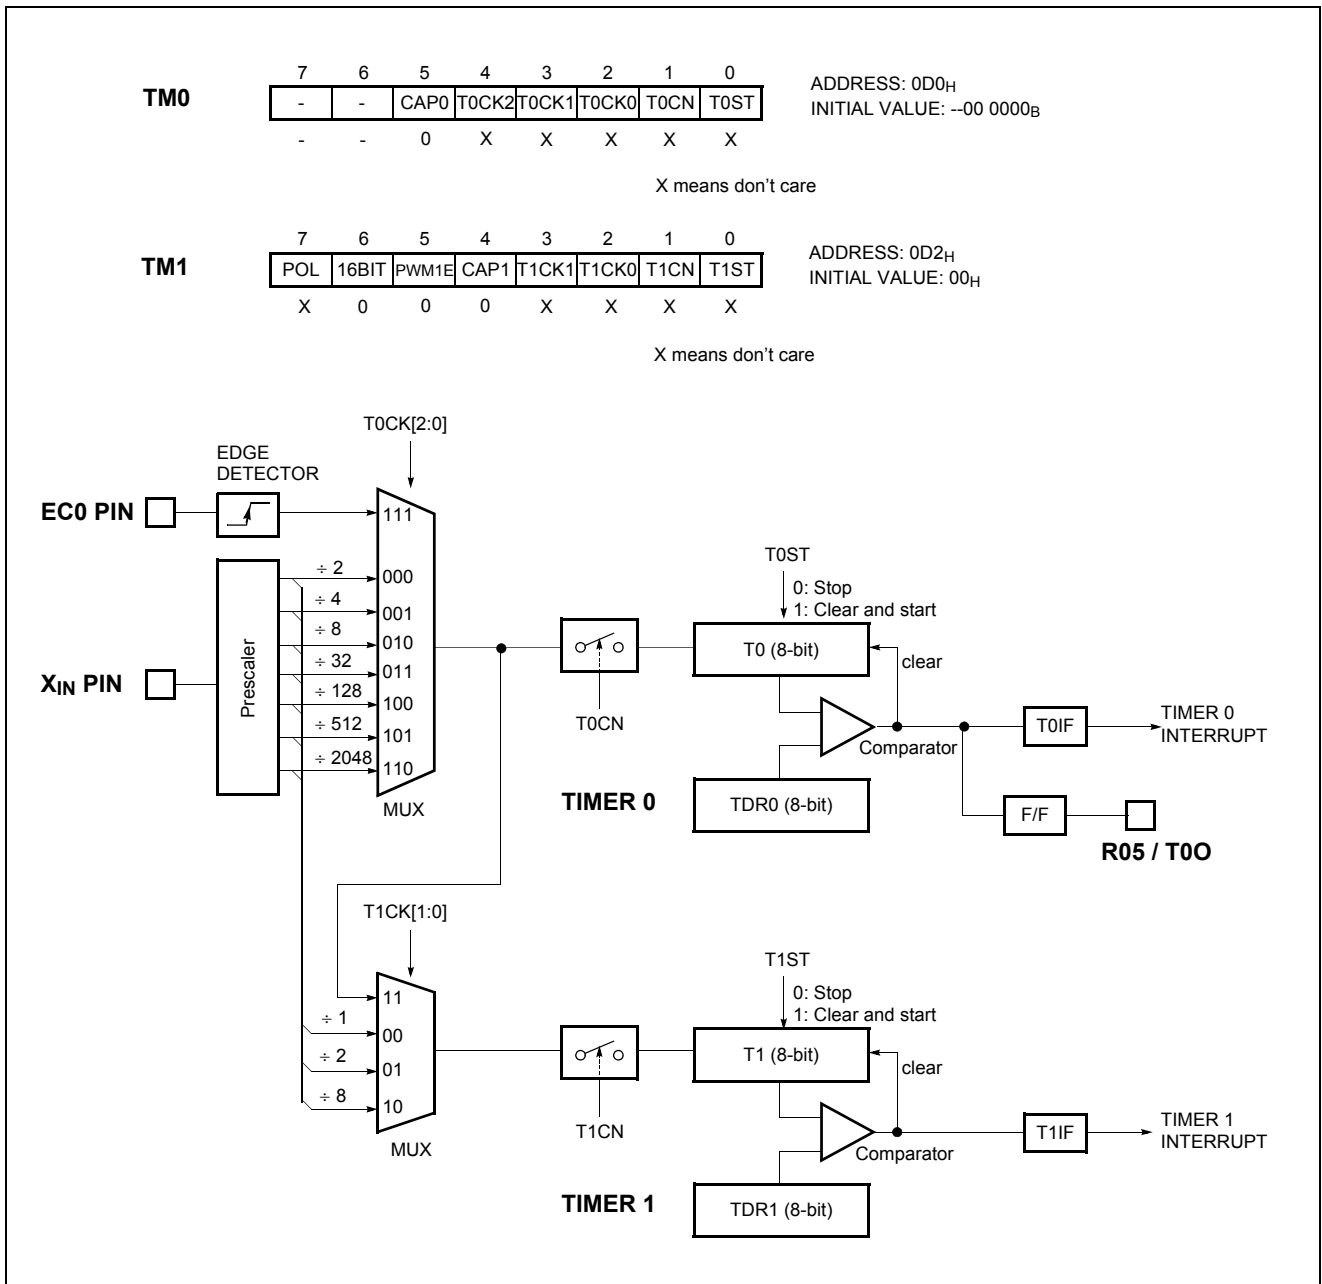 7 6 5 4 3 2 1 0
TM0
- - CAP0 T0CK2 T0CK1 T0CK0 T0CN T0ST
- - 0 X X X X X
ADDRESS: 0D0H
INITIAL VALUE: --00 0000B
X means don't care
7 6 5 4 3 2 1 0
TM1
POL 16BIT PWM1E CAP1 T1CK1 T1CK0 T1CN T1ST
X 0 0 0 X X X X
ADDRESS: 0D2H
INITIAL VALUE: 00H
X means don't care
T0CK[2:0]
EDGE
DETECTOR
EC0 PIN
111
XIN PIN
Prescaler
÷ 2
000
÷ 4
001
÷ 8
010
÷ 32
011
÷ 128
100
÷ 512
101
÷ 2048
110
MUX
T0CN
T0ST
0: Stop
1: Clear and start
T0 (8-bit)
clear
Comparator
TIMER 0
TDR0 (8-bit)
T0IF
TIMER 0
INTERRUPT
F/F
R05 / T0O
T1CK[1:0]
11
÷ 1
00
÷ 2
01
÷ 8
10
MUX
T1CN
T1ST
0: Stop
1: Clear and start
T1 (8-bit)
clear
Comparator
TIMER 1
TDR1 (8-bit)
T1IF
TIMER 1
INTERRUPT